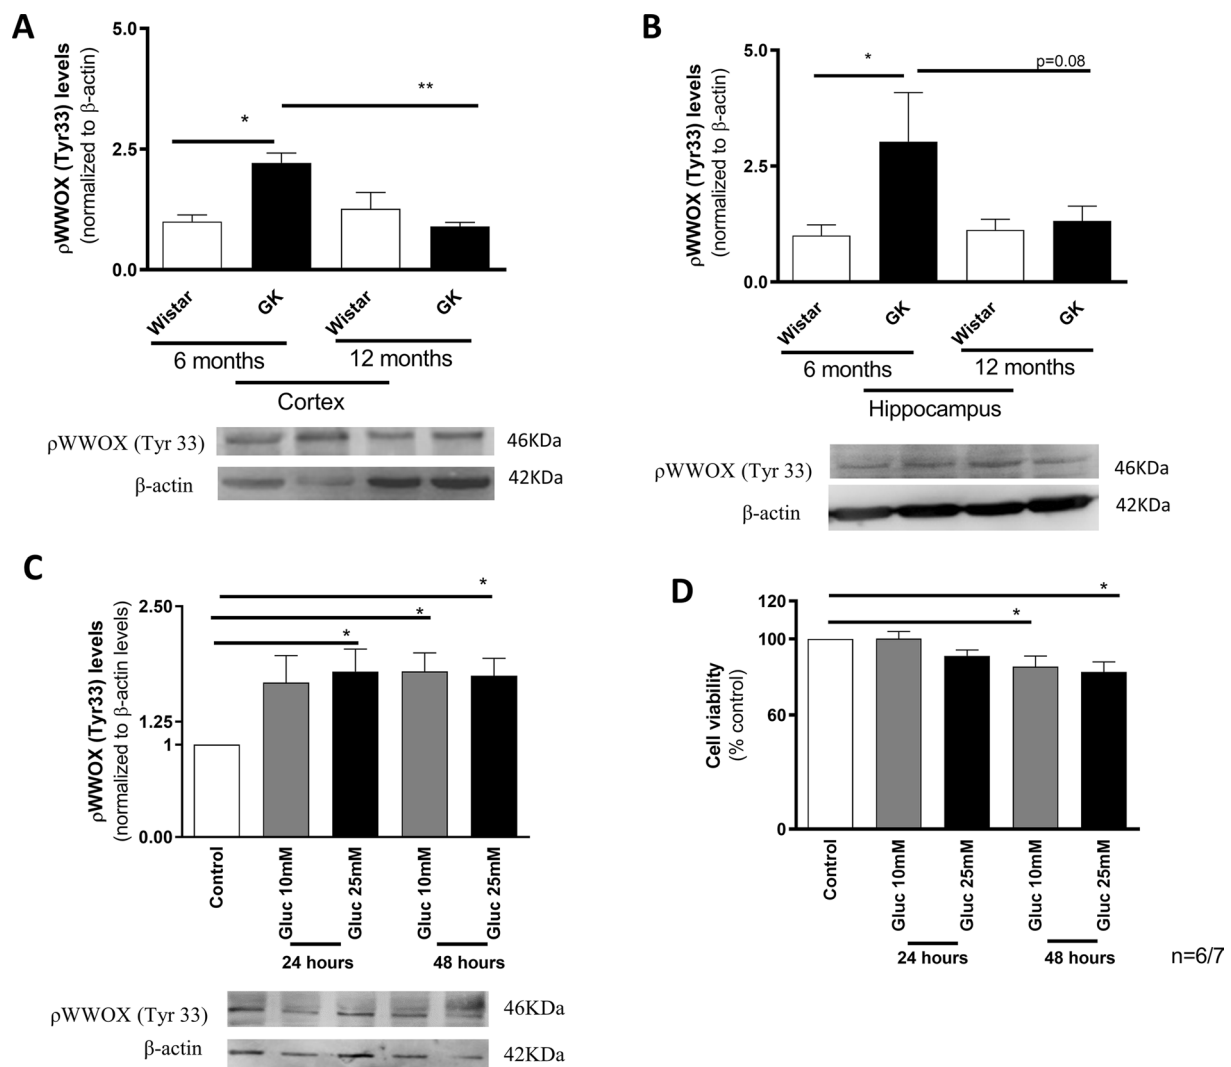 A
ρWWOX (Tyr33) levels
(normalized to β-actin)
5.0
2.5
0.0
*
**
Wistar
GK
Wistar
GK
6 months
12 months
Cortex
ρWWOX (Tyr 33)
46KDa
β-actin
42KDa
B
ρWWOX (Tyr33) levels
(normalized to β-actin)
5.0
2.5
0.0
*
p=0.08
Wistar
GK
Wistar
GK
6 months
12 months
Hippocampus
ρWWOX (Tyr 33)
46KDa
β-actin
42KDa
C
ρWWOX (Tyr33) levels
(normalized to β-actin levels)
2.50
1.25
1
0.00
*
*
*
Control
Gluc 10mM
Gluc 25mM
Gluc 10mM
Gluc 25mM
24 hours
48 hours
ρWWOX (Tyr 33)
46KDa
β-actin
42KDa
D
Cell viability
(% control)
120
100
60
0
*
*
Control
Gluc 10mM
Gluc 25mM
Gluc 10mM
Gluc 25mM
24 hours
48 hours
n=6/7